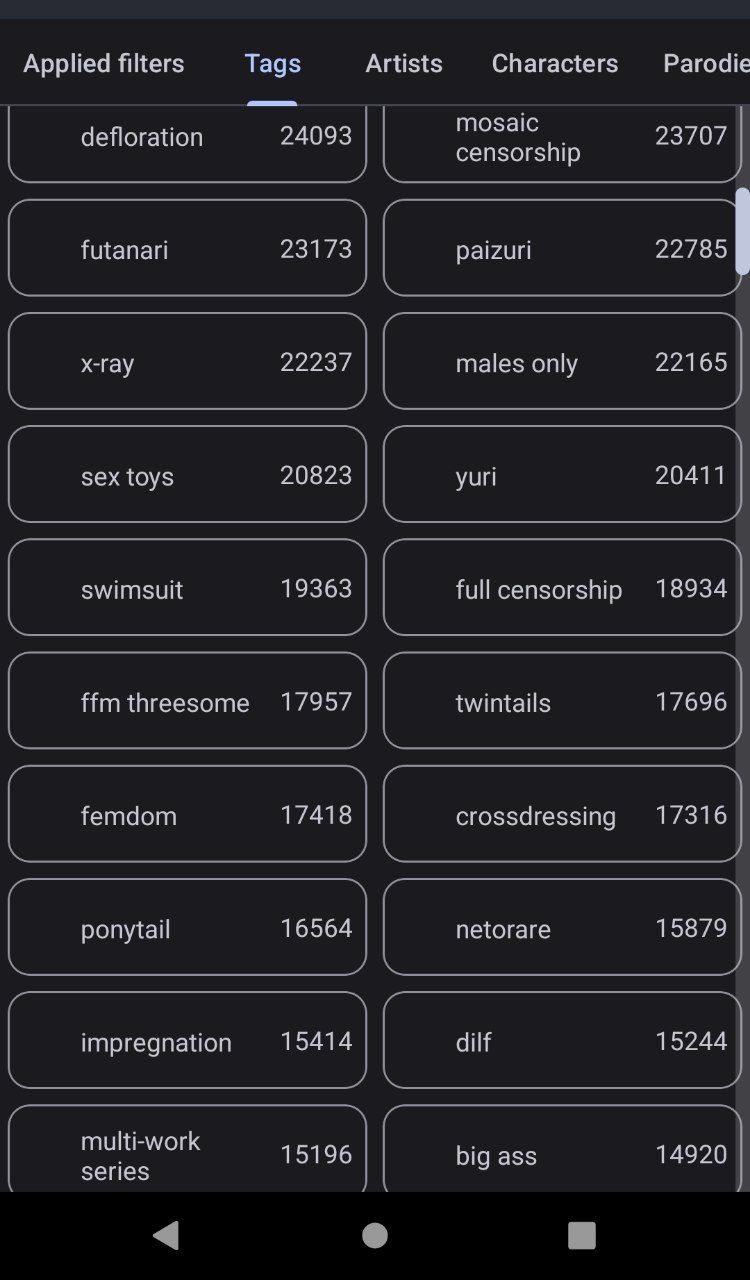 Applied filters Tags Artists Characters Parodie
defloration 24093
mosaic
censorship 23707
futanari 23173
paizuri 22785
x-ray 22237
males only 22165
sex toys 20823
yuri 20411
swimsuit 19363
full censorship 18934
ffm threesome 17957
twintails 17696
femdom 17418
crossdressing 17316
ponytail 16564
netorare 15879
impregnation 15414
dilf 15244
multi-work
series 15196
big ass 14920